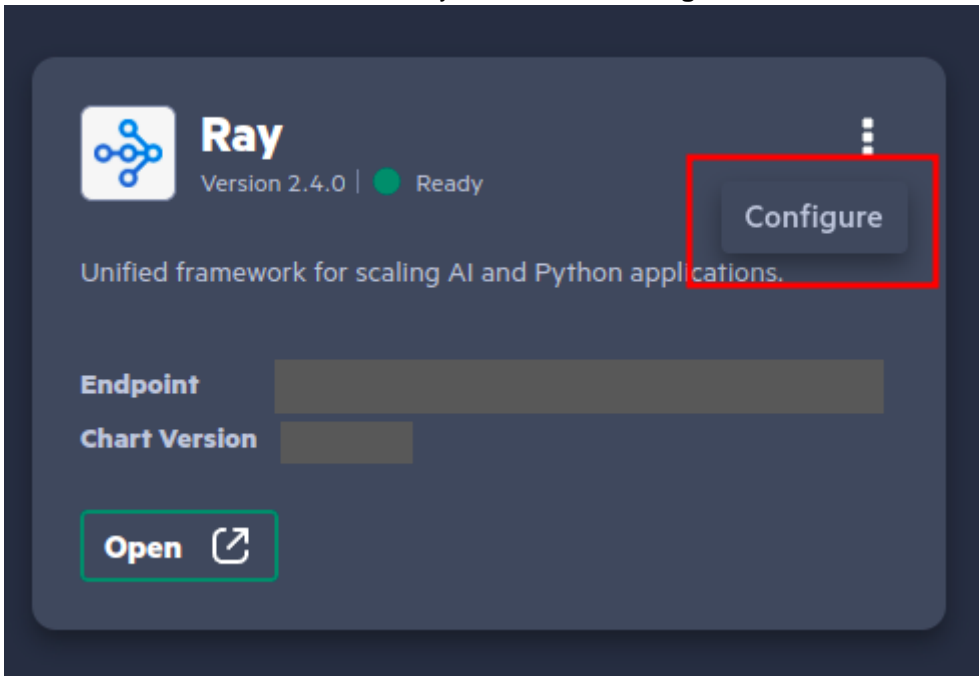 Ray
Version 2.4.0 | Ready
Configure
Unified framework for scaling AI and Python applications.
Endpoint
Chart Version
Open